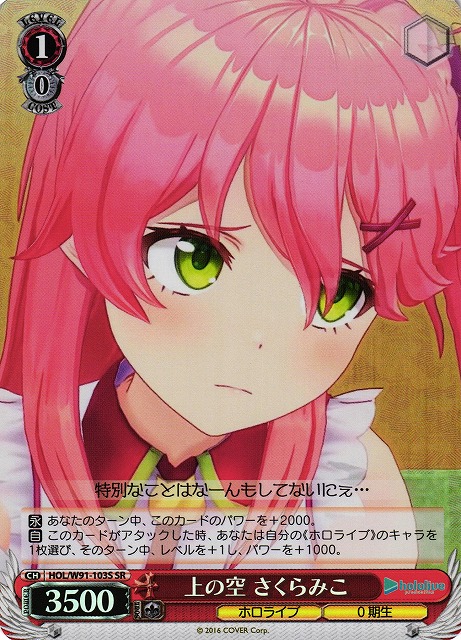 LEVEL
1
0
COST
特別なことはなーんもしてないにぇ…
永 あなたのターン中、このカードのパワーを+2000。
自 このカードがアタックした時、あなたは自分の《ホロライブ》のキャラを
1枚選び、そのターン中、レベルを+1し、パワーを+1000。
CH HOL/W91-103S SR
POWER 3500 SOUL
上の空 さくらみこ
hololive
ホロライブ 0期生
© 2016 COVER Corp.